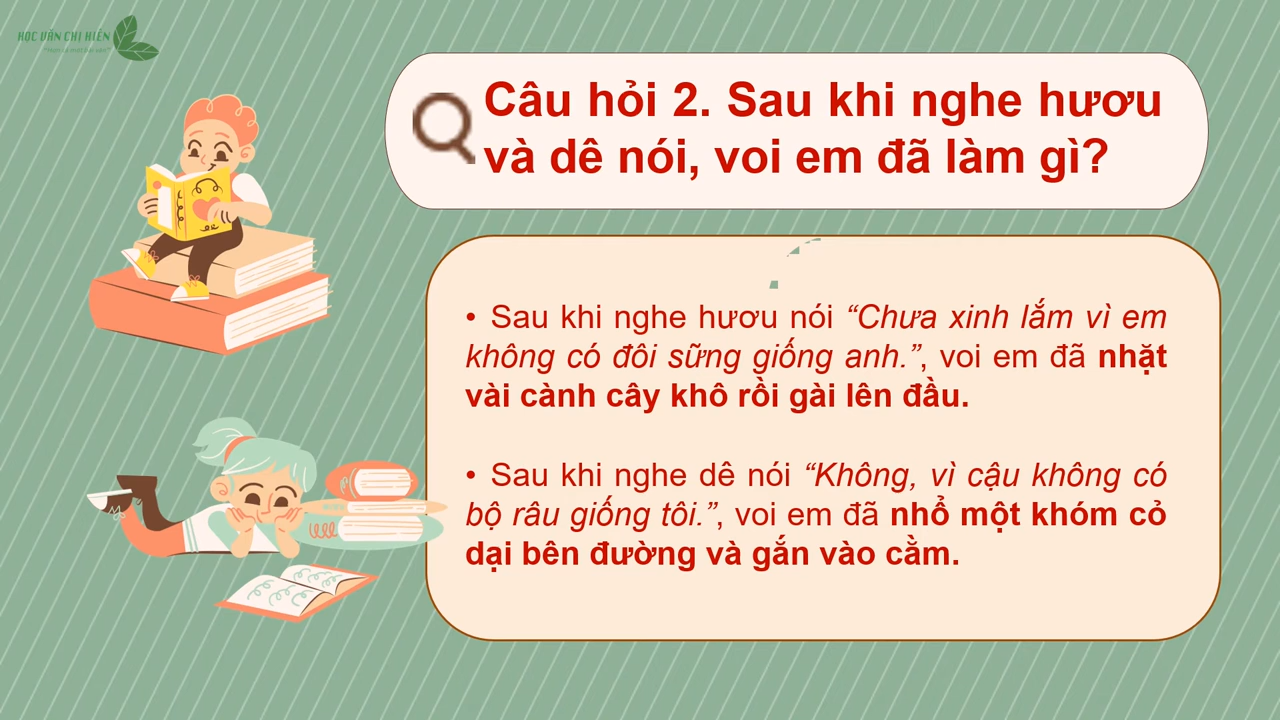 HỌC VĂN CHỊ HIÊN
Câu hỏi 2. Sau khi nghe hươu
và dê nói, voi em đã làm gì?
• Sau khi nghe hươu nói “Chưa xinh lắm vì em
không có đôi sững giống anh.”, voi em đã nhặt
vài cành cây khô rồi gài lên đầu.
• Sau khi nghe dê nói “Không, vì cậu không có
bộ râu giống tôi.”, voi em đã nhổ một khóm cỏ
dại bên đường và gắn vào cằm.